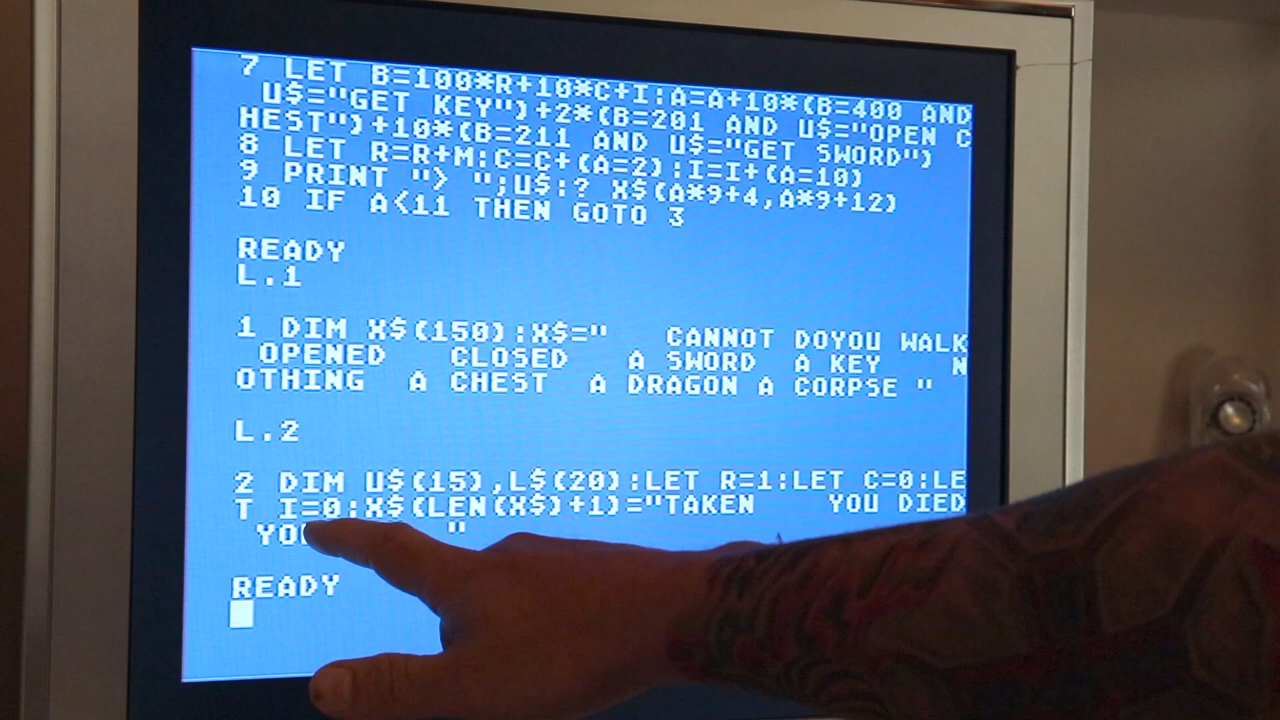 7 LET B=100*R+10*C+I:A=A+10*(B=400 AND
U$="GET KEY")+2*(B=201 AND U$="OPEN C
HEST")+10*(B=211 AND U$="GET SWORD")
8 LET R=R+M:C=C+(A=2):I=I+(A=10)
9 PRINT "> ";U$:? X$(A*9+4,A*9+12)
10 IF A<11 THEN GOTO 3
READY
L.1
1 DIM X$(150):X$="   CANNOT DOYOU WALK
OPENED   CLOSED   A SWORD  A KEY    N
OTHING  A CHEST  A DRAGON A CORPSE "
L.2
2 DIM U$(15),L$(20):LET R=1:LET C=0:LE
T I=0:X$(LEN(X$)+1)="TAKEN    YOU DIED
"
READY